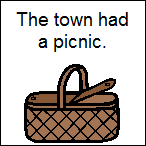 The town had
a picnic.